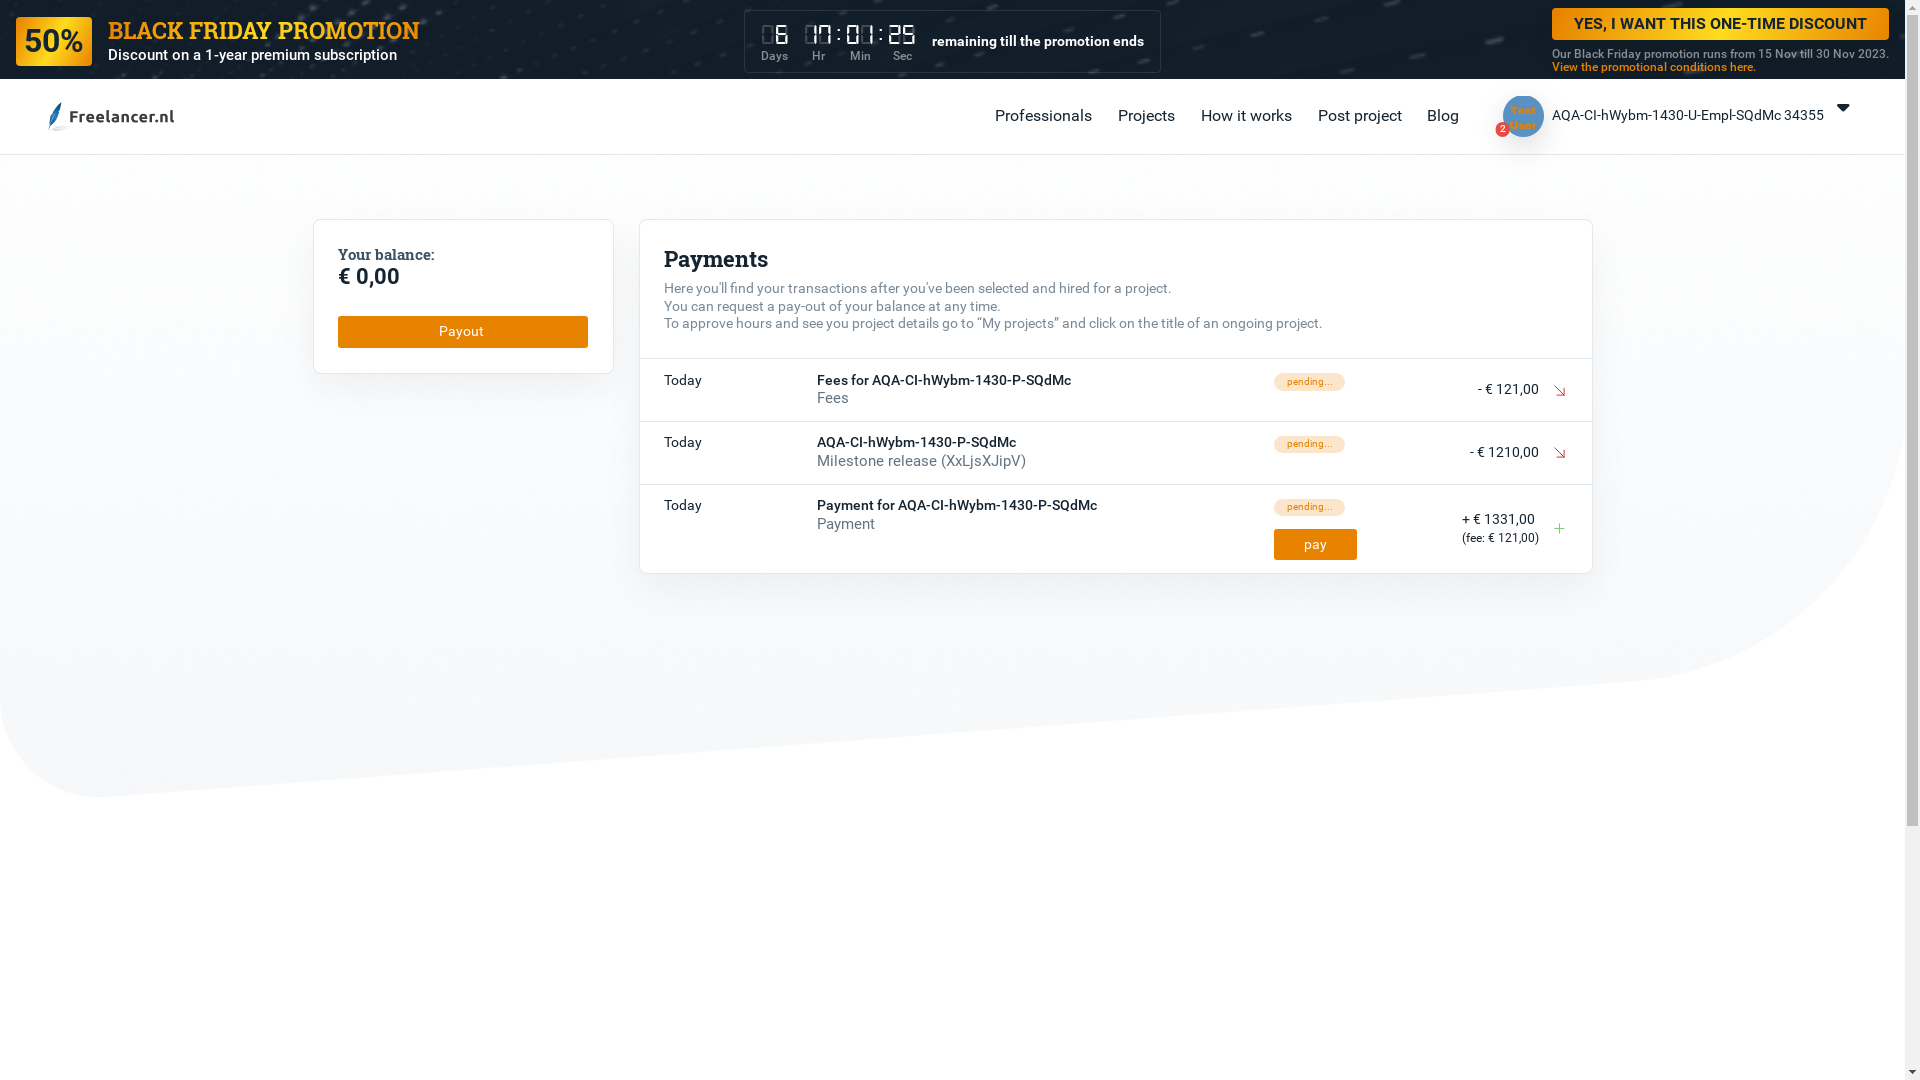 50%
BLACK FRIDAY PROMOTION
Discount on a 1-year premium subscription
6 17:01:25
Days Hr Min Sec
remaining till the promotion ends
YES, I WANT THIS ONE-TIME DISCOUNT
Our Black Friday promotion runs from 15 Nov till 30 Nov 2023.
View the promotional conditions here.
Freelancer.nl
Professionals Projects How it works Post project Blog
Test
User
2
AQA-CI-hWybm-1430-U-Empl-SQdMc 34355
Your balance:
€ 0,00
Payout
Payments
Here you'll find your transactions after you've been selected and hired for a project.
You can request a pay-out of your balance at any time.
To approve hours and see you project details go to “My projects” and click on the title of an ongoing project.
Today Fees for AQA-CI-hWybm-1430-P-SQdMc pending... - € 121,00
Fees
Today AQA-CI-hWybm-1430-P-SQdMc pending... - € 1210,00
Milestone release (XxLjsXJipV)
Today Payment for AQA-CI-hWybm-1430-P-SQdMc pending... + € 1331,00
Payment pay (fee: € 121,00)